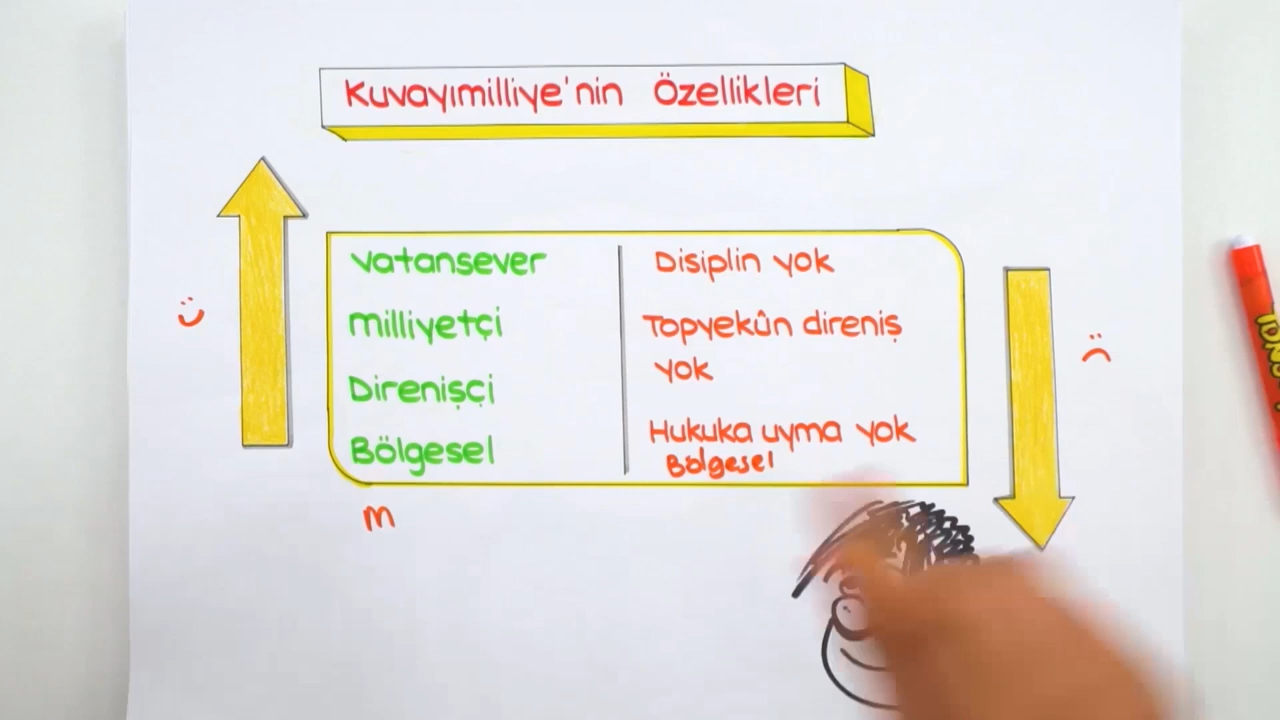 Kuvayımilliye'nin Özellikleri
Vatansever
Milliyetçi
Direnişçi
Bölgesel
Disiplin yok
Topyekûn direniş
yok
Hukuka uyma yok
Bölgesel
m